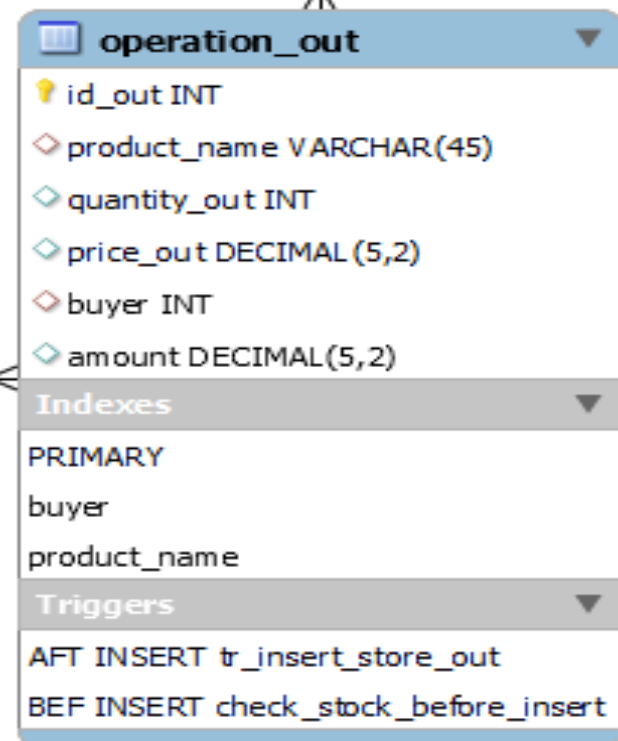 operation_out
id_out INT
product_name VARCHAR(45)
quantity_out INT
price_out DECIMAL(5,2)
buyer INT
amount DECIMAL(5,2)
Indexes
PRIMARY
buyer
product_name
Triggers
AFT INSERT tr_insert_store_out
BEF INSERT check_stock_before_insert